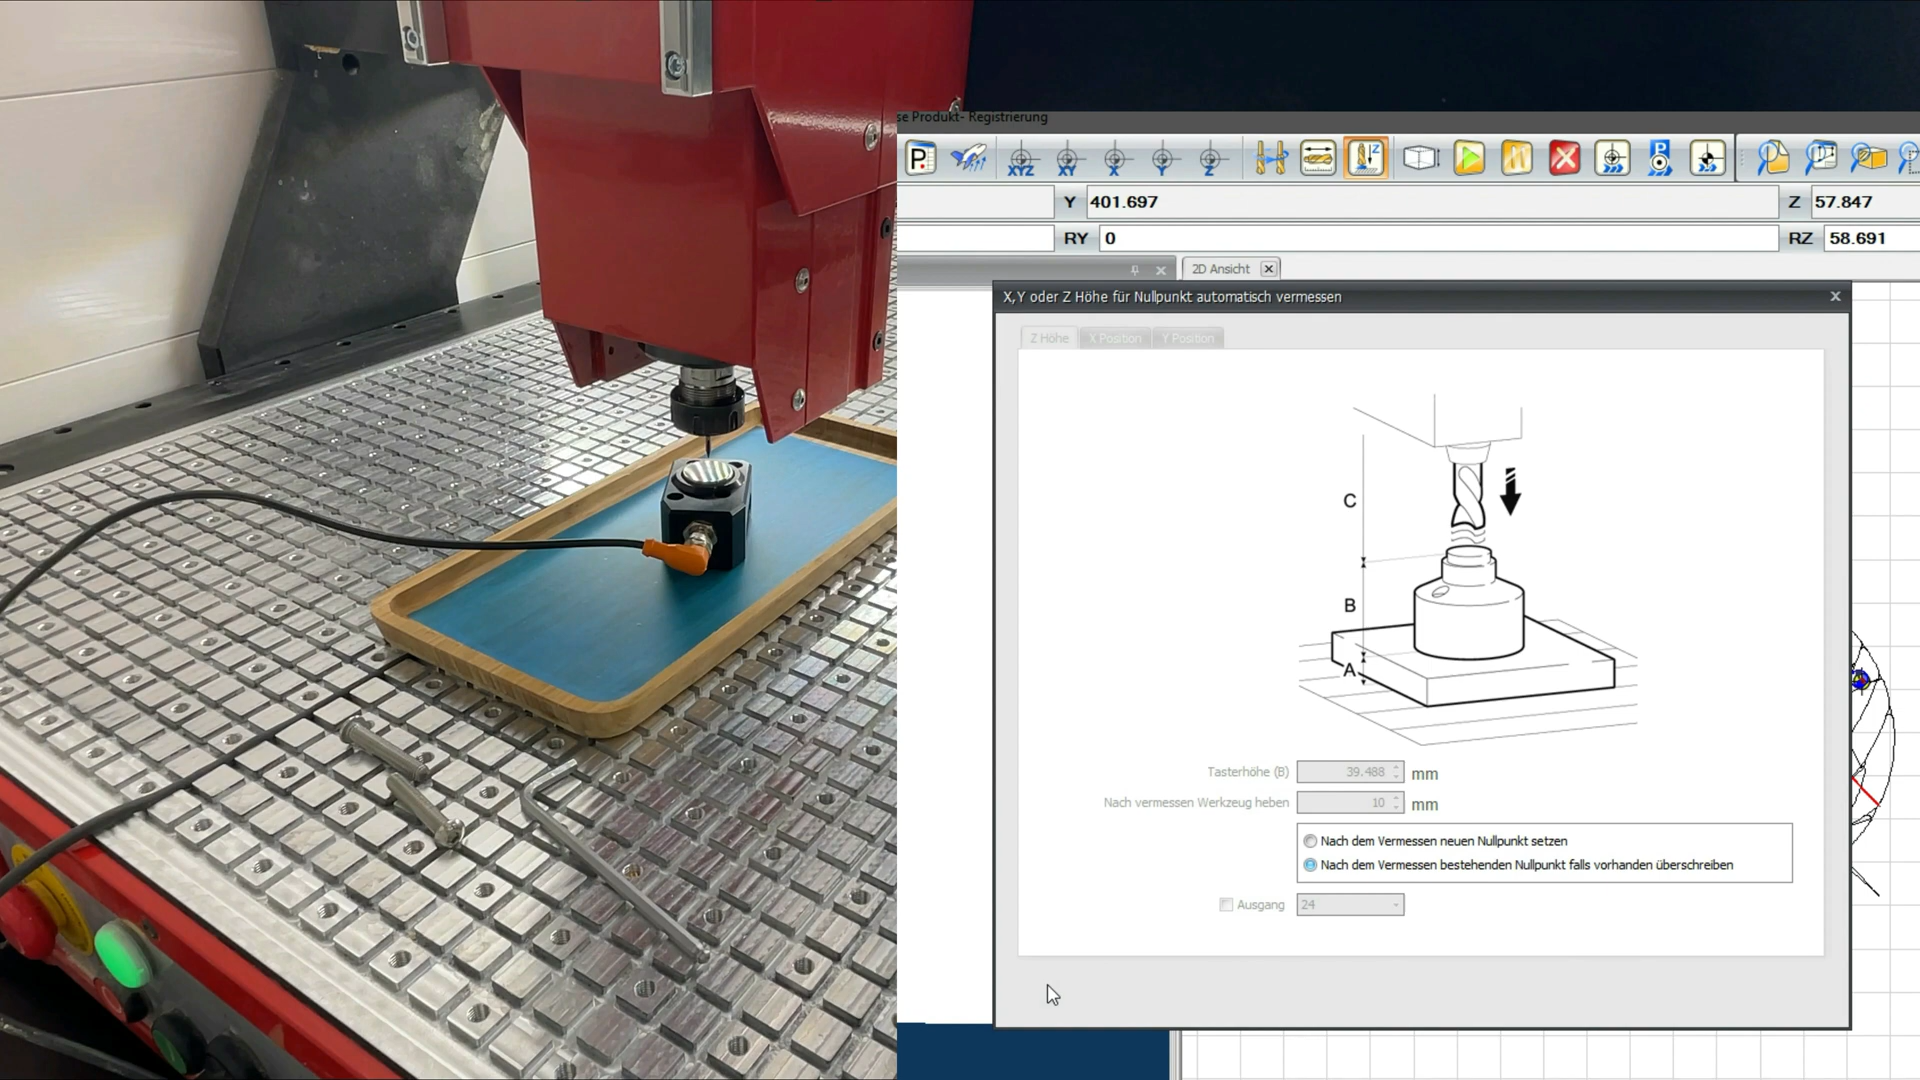 se Produkt- Registrierung
P XYZ XY X Y Z Z P
Y 401.697 Z 57.847
RY 0 RZ 58.691
2D Ansicht
X,Y oder Z Höhe für Nullpunkt automatisch vermessen
Z Höhe X Position Y Position
C
B
A
Tasterhöhe (B) 39.488 mm
Nach vermessen Werkzeug heben 10 mm
Nach dem Vermessen neuen Nullpunkt setzen
Nach dem Vermessen bestehenden Nullpunkt falls vorhanden überschreiben
Ausgang 24